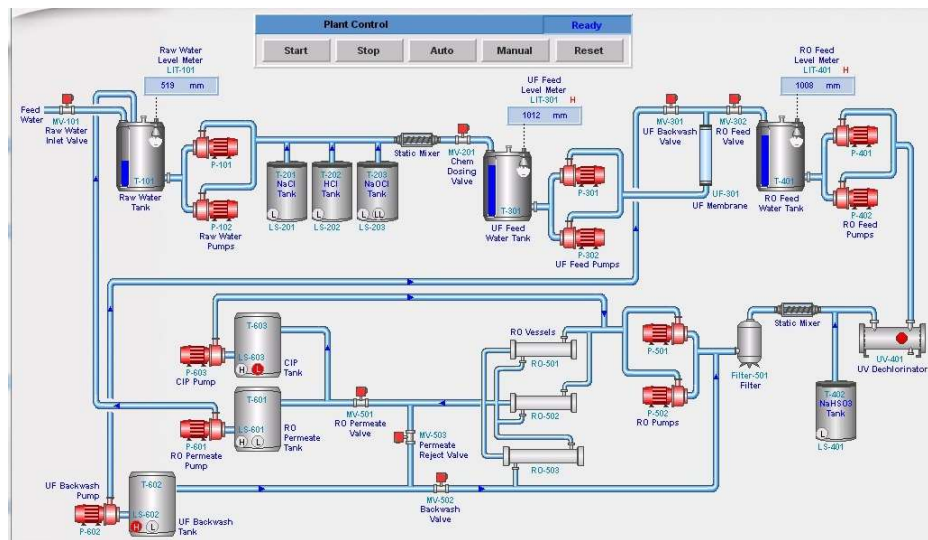 Plant Control
Ready
Start
Stop
Auto
Manual
Reset
Raw Water
Level Meter
LIT-101
519 mm
Feed
Water
MV-101
Raw Water
Inlet Valve
T-101
Raw Water
Tank
P-101
P-102
Raw Water
Pumps
T-201
NaCl
Tank
L
LS-201
T-202
HCl
Tank
L
LS-202
T-203
NaOCl
Tank
L
LL
LS-203
Static Mixer
MV-201
Chem
Dosing
Valve
UF Feed
Level Meter
LIT-301 H
1012 mm
T-301
UF Feed
Water Tank
P-301
P-302
UF Feed Pumps
MV-301
UF Backwash
Valve
MV-302
RO Feed
Valve
UF-301
UF Membrane
RO Feed
Level Meter
LIT-401 H
1008 mm
T-401
RO Feed
Water Tank
P-401
P-402
RO Feed
Pumps
T-603
LS-603
H
L
CIP
Tank
P-603
CIP Pump
T-601
LS-601
H
L
RO
Permeate
Tank
P-601
RO Permeate
Pump
MV-501
RO Permeate
Valve
MV-503
Permeate
Reject Valve
MV-502
Backwash
Valve
RO Vessels
RO-501
RO-502
RO-503
P-501
P-502
RO Pumps
Filter-501
Filter
Static Mixer
T-402
NaHSO3
Tank
L
LS-401
UV-401
UV Dechlorinator
UF Backwash
Pump
P-602
T-602
LS-602
H
L
UF Backwash
Tank